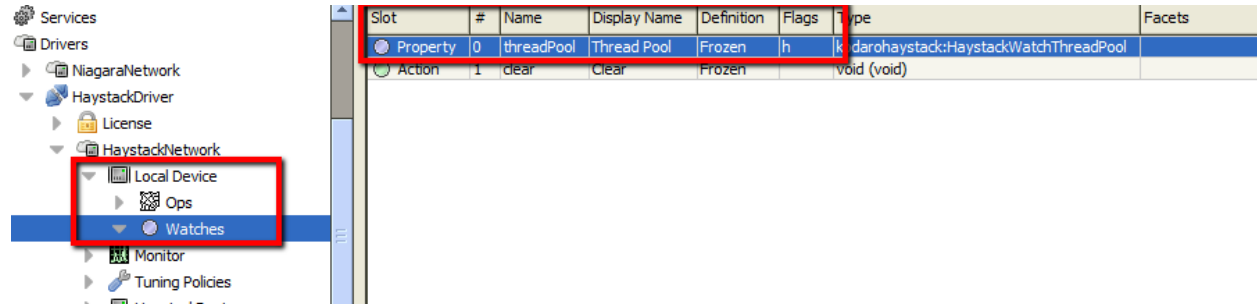 Services
Drivers
NiagaraNetwork
HaystackDriver
License
HaystackNetwork
Local Device
Ops
Watches
Monitor
Tuning Policies
Slot # Name Display Name Definition Flags Type Facets
Property 0 threadPool Thread Pool Frozen h kodarohaystack:HaystackWatchThreadPool
Action 1 clear Clear Frozen void (void)